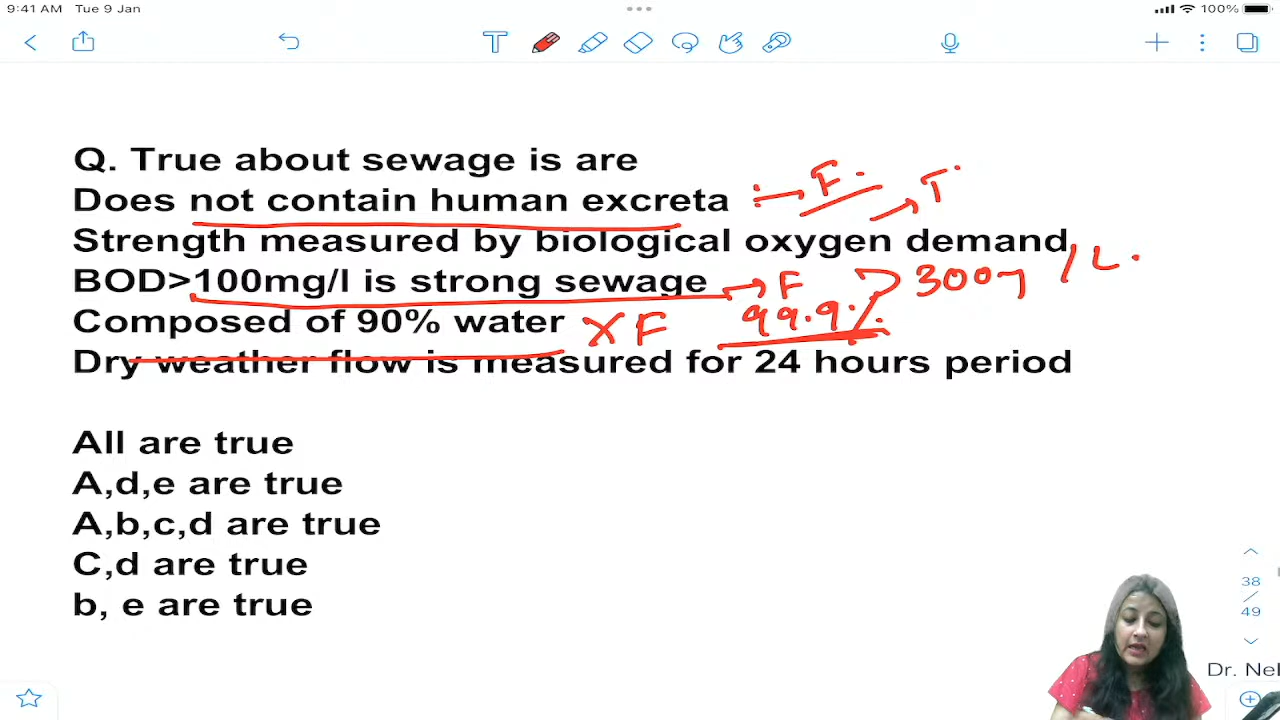 9:41 AM Tue 9 Jan
100%
Q. True about sewage is are
Does not contain human excreta → F.
→ T
Strength measured by biological oxygen demand
BOD>100mg/l is strong sewage → F > 300 /L.
Composed of 90% water X F 99.9%
Dry weather flow is measured for 24 hours period
All are true
A,d,e are true
A,b,c,d are true
C,d are true
b, e are true
38
/
49
Dr.